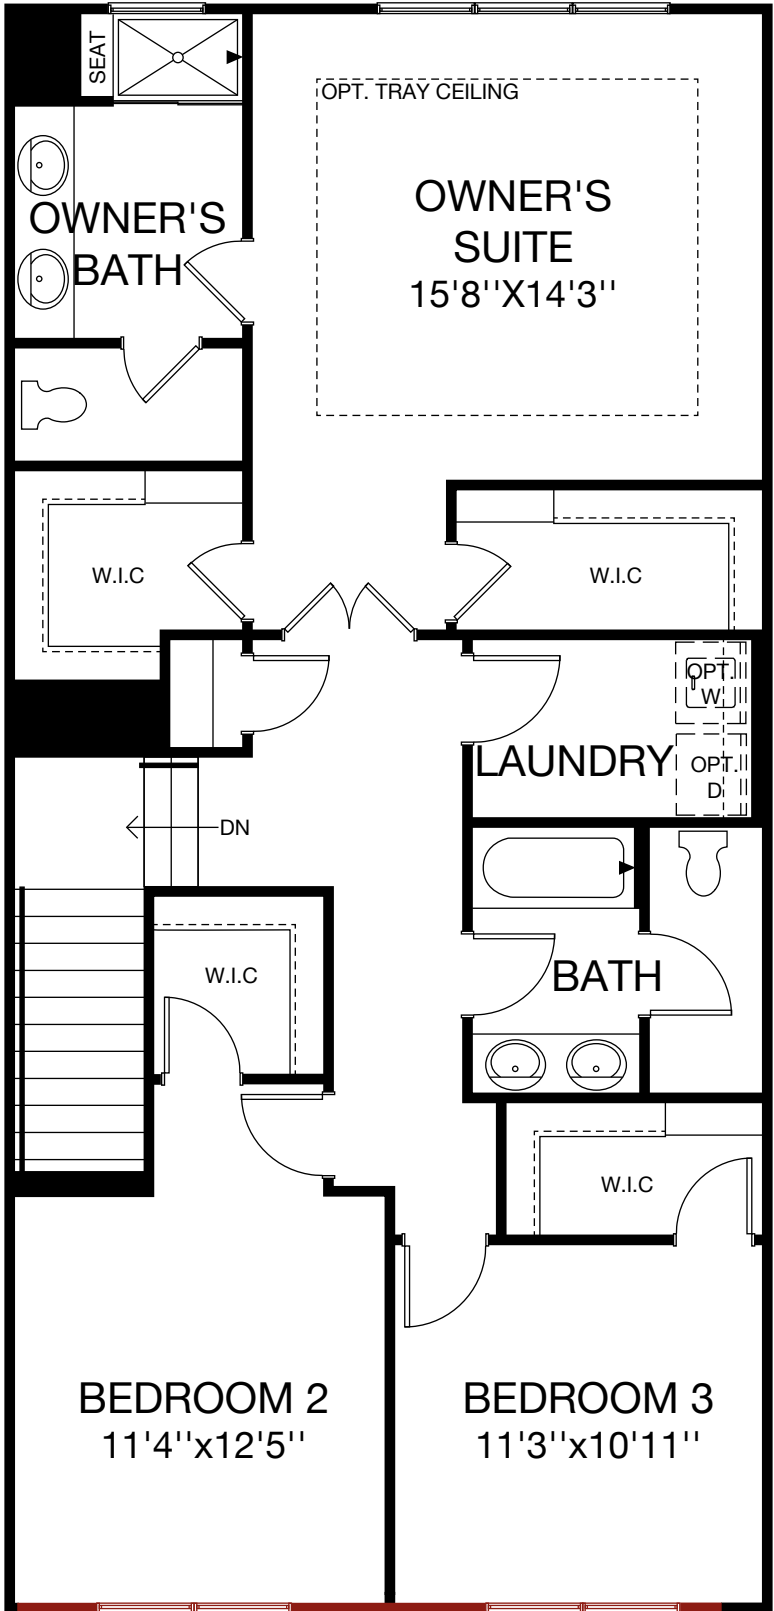 SEAT
OPT. TRAY CEILING
OWNER'S
SUITE
15'8''X14'3''
OWNER'S
BATH
W.I.C
W.I.C
OPT.
W
LAUNDRY
OPT.
D
DN
BATH
W.I.C
W.I.C
BEDROOM 2
11'4''x12'5''
BEDROOM 3
11'3''x10'11''